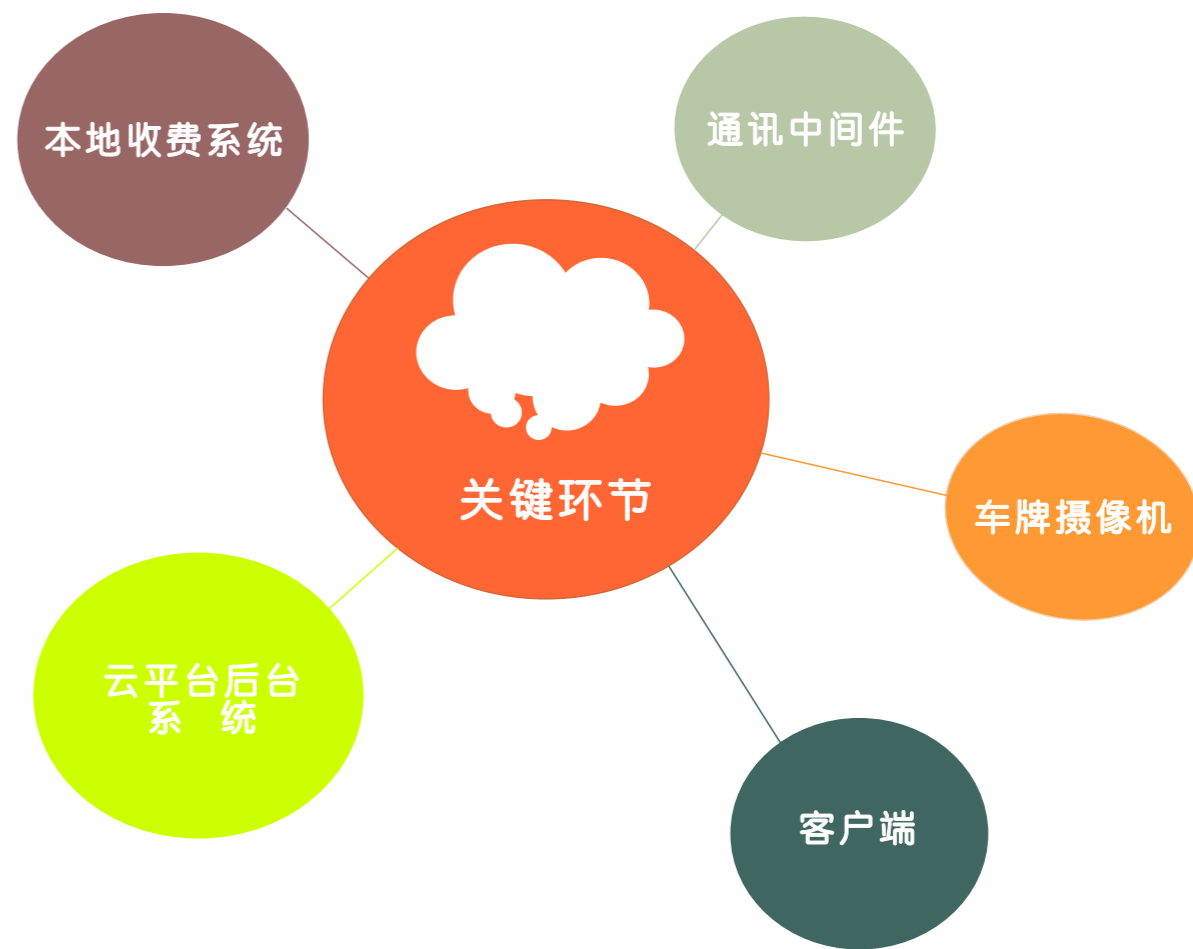 本地收费系统
通讯中间件
关键环节
车牌摄像机
云平台后台
系 统
客户端